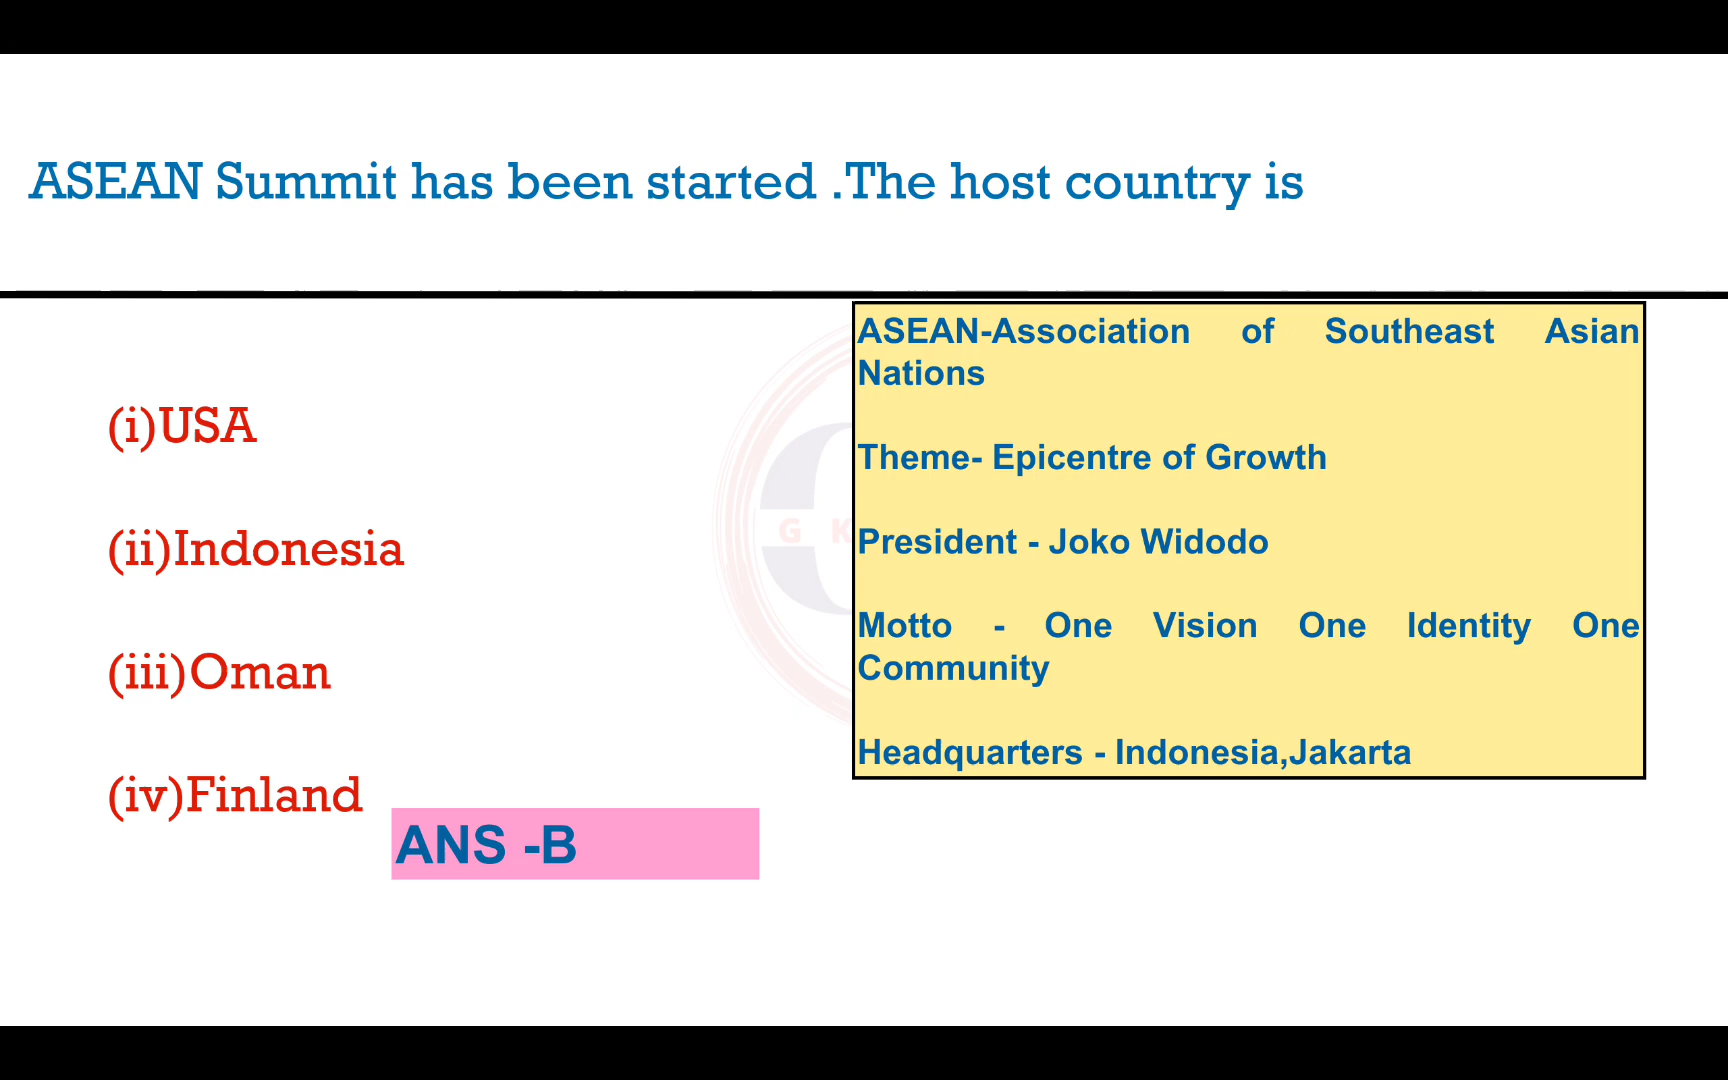 ASEAN Summit has been started .The host country is
(i)USA
(ii)Indonesia
(iii)Oman
(iv)Finland
ANS -B
ASEAN-Association of Southeast Asian
Nations
Theme- Epicentre of Growth
President - Joko Widodo
Motto - One Vision One Identity One
Community
Headquarters - Indonesia,Jakarta
G K